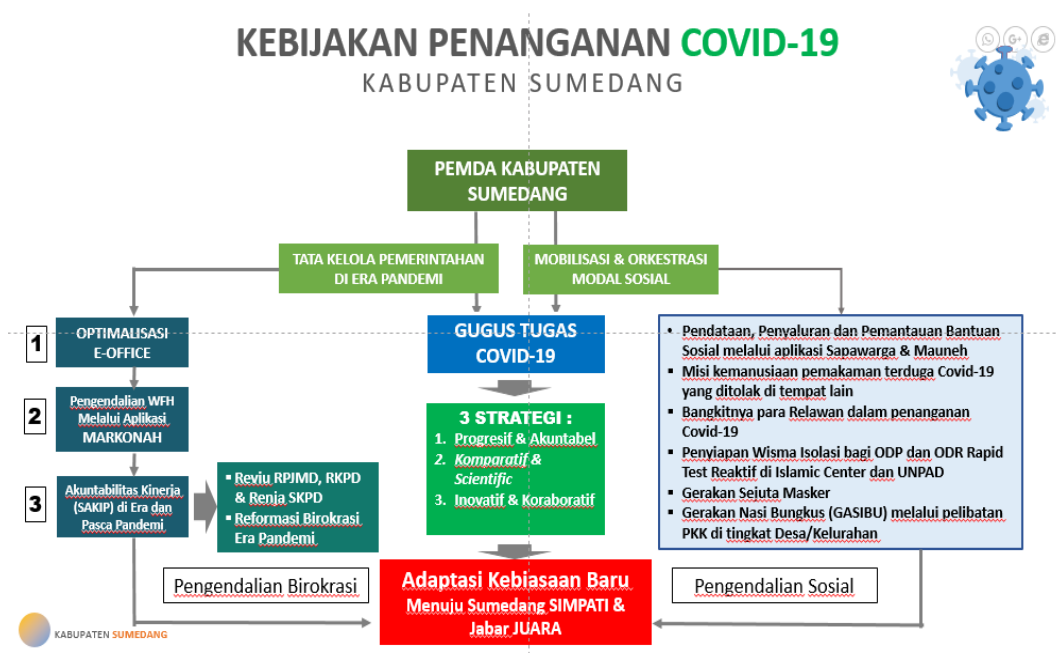 KEBIJAKAN PENANGANAN COVID-19
KABUPATEN SUMEDANG
PEMDA KABUPATEN
SUMEDANG
TATA KELOLA PEMERINTAHAN
DI ERA PANDEMI
MOBILISASI & ORKESTRASI
MODAL SOSIAL
1
OPTIMALISASI
E-OFFICE
2
Pengendalian WFH
Melalui Aplikasi
MARKONAH
3
Akuntabilitas Kinerja
(SAKIP) di Era dan
Pasca Pandemi
▪ Reviu RPJMD, RKPD
& Renja SKPD
▪ Reformasi Birokrasi
Era Pandemi
GUGUS TUGAS
COVID-19
3 STRATEGI :
1. Progresif & Akuntabel
2. Komparatif &
Scientific
3. Inovatif & Koraboratif
• Pendataan, Penyaluran dan Pemantauan Bantuan
Sosial melalui aplikasi Sapawarga & Mauneh
▪ Misi kemanusiaan pemakaman terduga Covid-19
yang ditolak di tempat lain
▪ Bangkitnya para Relawan dalam penanganan
Covid-19
▪ Penyiapan Wisma Isolasi bagi ODP dan ODR Rapid
Test Reaktif di Islamic Center dan UNPAD
▪ Gerakan Sejuta Masker
▪ Gerakan Nasi Bungkus (GASIBU) melalui pelibatan
PKK di tingkat Desa/Kelurahan
Pengendalian Birokrasi
Adaptasi Kebiasaan Baru
Menuju Sumedang SIMPATI &
Jabar JUARA
Pengendalian Sosial
KABUPATEN SUMEDANG